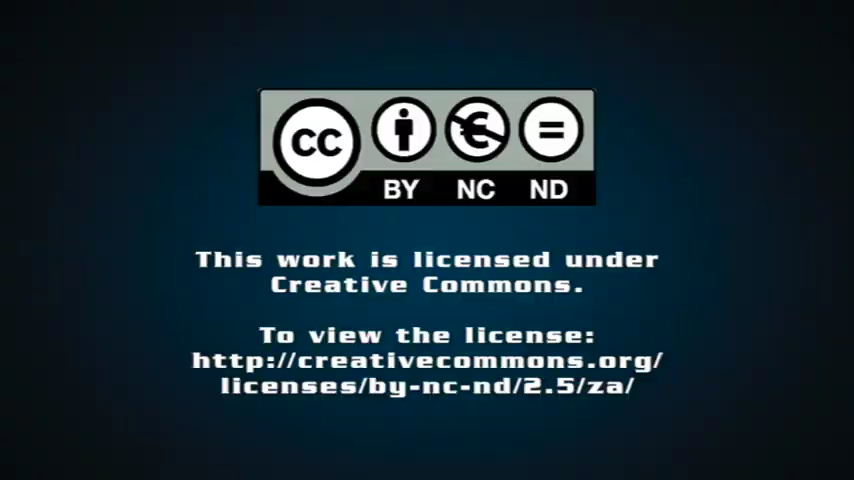 CC
BY NC ND
This work is licensed under
Creative Commons.
To view the license:
http://creativecommons.org/
licenses/by-nc-nd/2.5/za/